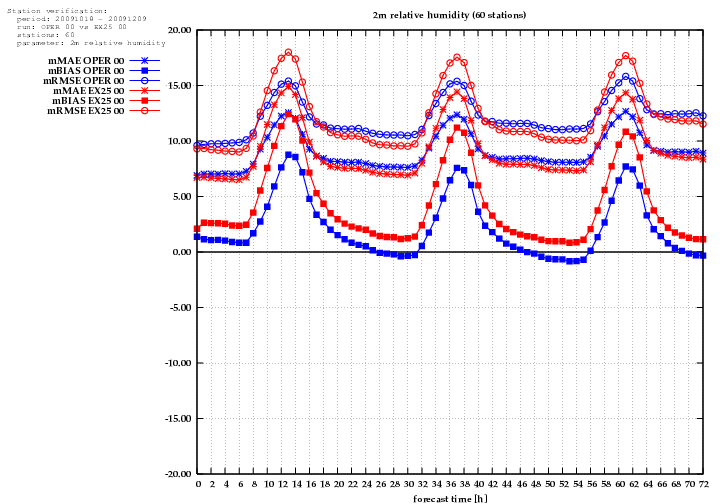 Station verification:
period: 20091010 - 20091209
run: OPER 00 vs EX25 00
stations: 60
parameter: 2m relative humidity
2m relative humidity (60 stations)
mMAE OPER 00
mBIAS OPER 00
mRMSE OPER 00
mMAE EX25 00
mBIAS EX25 00
mRMSE EX25 00
20.00
15.00
10.00
5.00
0.00
-5.00
-10.00
-15.00
-20.00
0 2 4 6 8 10 12 14 16 18 20 22 24 26 28 30 32 34 36 38 40 42 44 46 48 50 52 54 56 58 60 62 64 66 68 70 72
forecast time [h]